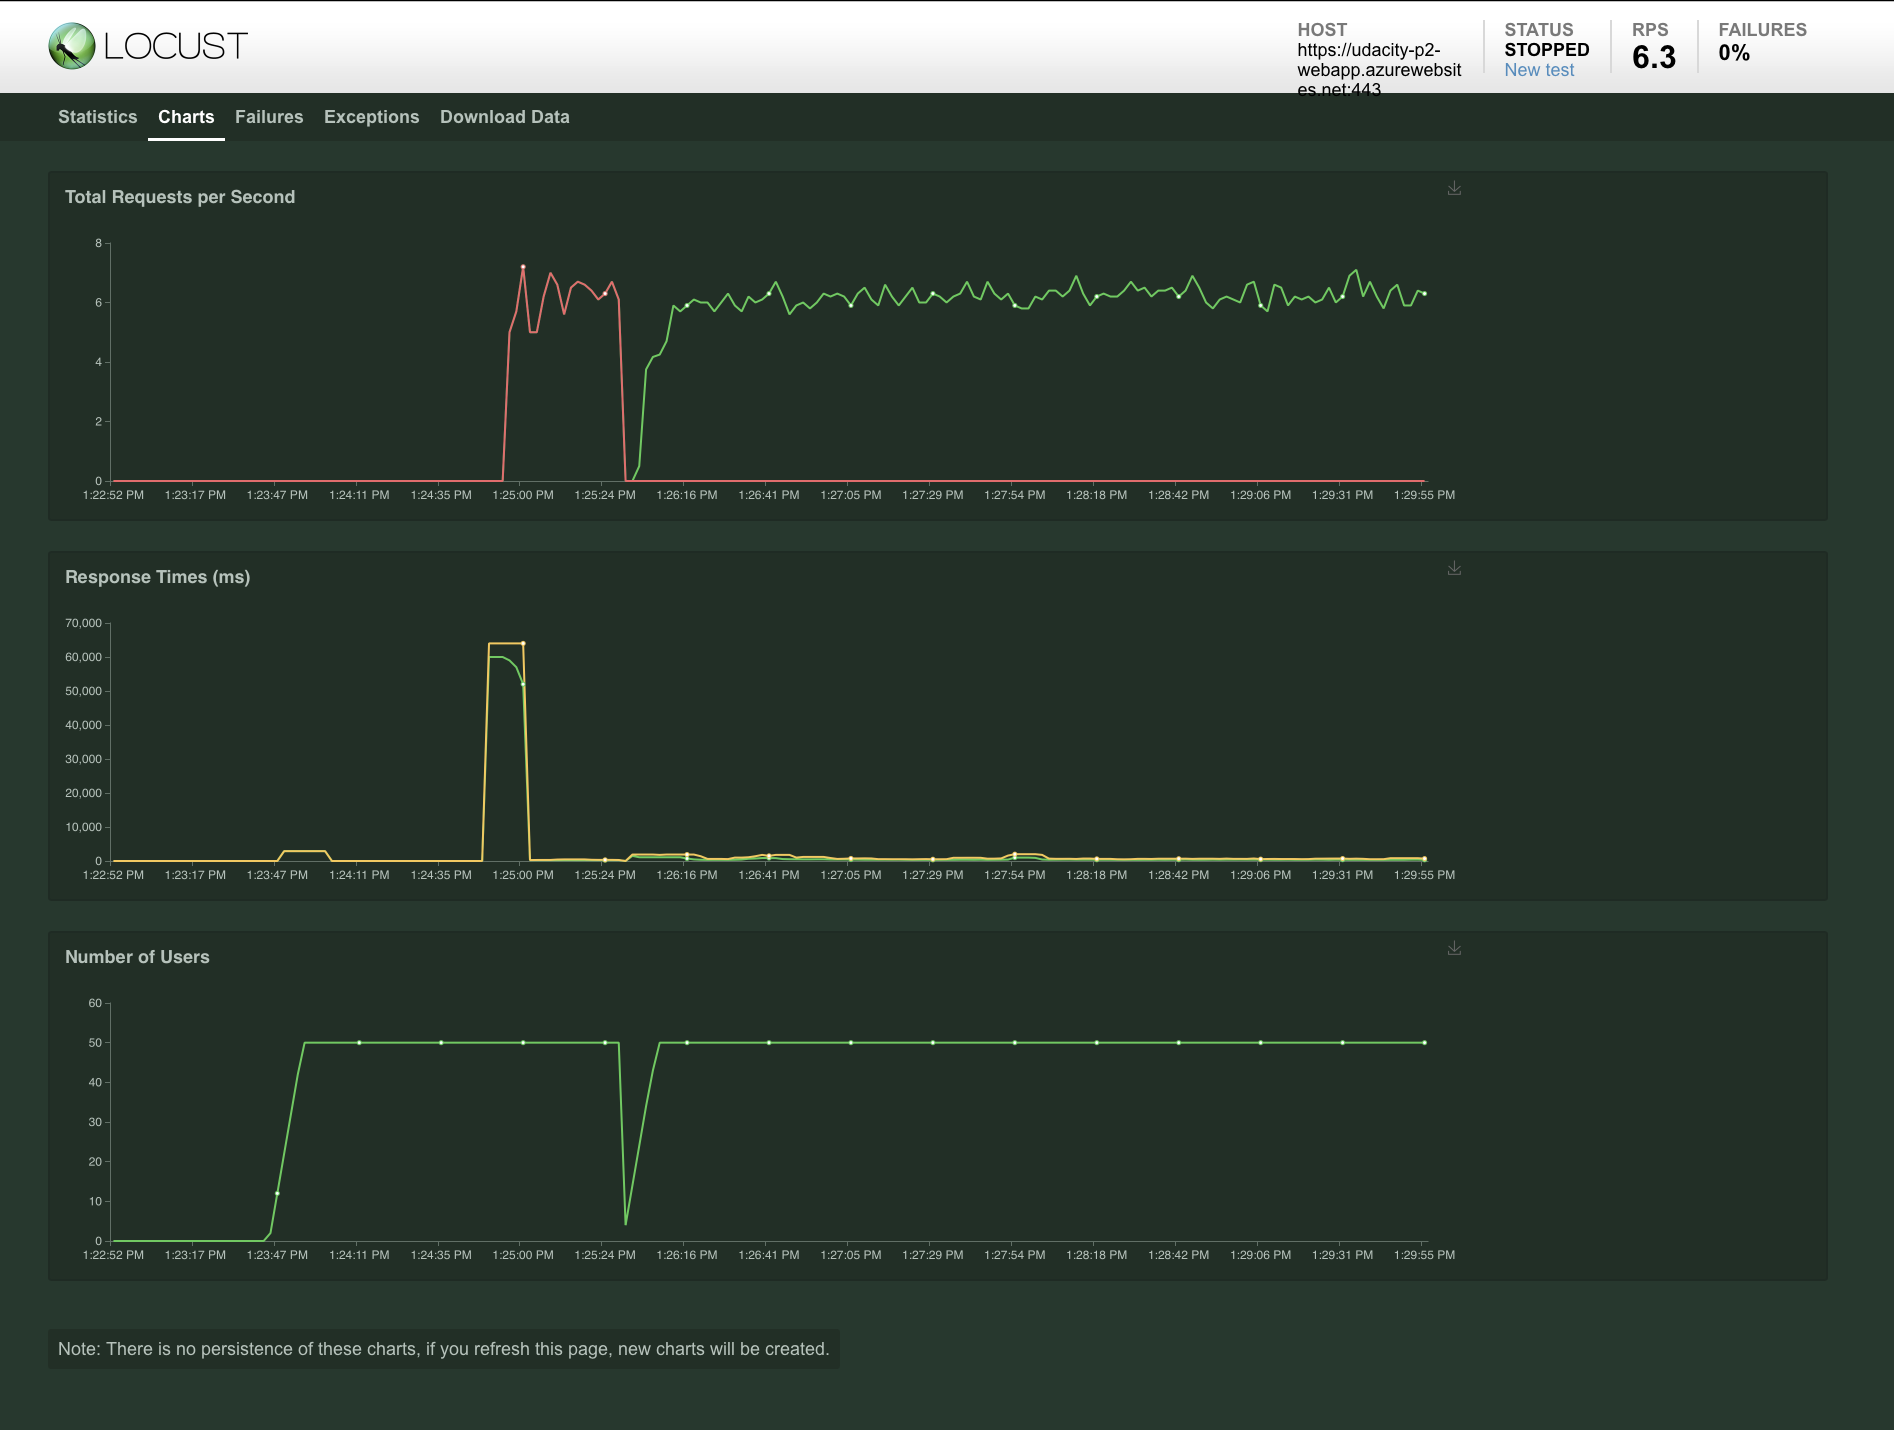 LOCUST
HOST
https://udacity-p2-
webapp.azurewebsit
es.net:443
STATUS
STOPPED
New test
RPS
6.3
FAILURES
0%
Statistics Charts Failures Exceptions Download Data
Total Requests per Second
8
6
4
2
0
1:22:52 PM 1:23:17 PM 1:23:47 PM 1:24:11 PM 1:24:35 PM 1:25:00 PM 1:25:24 PM 1:26:16 PM 1:26:41 PM 1:27:05 PM 1:27:29 PM 1:27:54 PM 1:28:18 PM 1:28:42 PM 1:29:06 PM 1:29:31 PM 1:29:55 PM
Response Times (ms)
70,000
60,000
50,000
40,000
30,000
20,000
10,000
0
1:22:52 PM 1:23:17 PM 1:23:47 PM 1:24:11 PM 1:24:35 PM 1:25:00 PM 1:25:24 PM 1:26:16 PM 1:26:41 PM 1:27:05 PM 1:27:29 PM 1:27:54 PM 1:28:18 PM 1:28:42 PM 1:29:06 PM 1:29:31 PM 1:29:55 PM
Number of Users
60
50
40
30
20
10
0
1:22:52 PM 1:23:17 PM 1:23:47 PM 1:24:11 PM 1:24:35 PM 1:25:00 PM 1:25:24 PM 1:26:16 PM 1:26:41 PM 1:27:05 PM 1:27:29 PM 1:27:54 PM 1:28:18 PM 1:28:42 PM 1:29:06 PM 1:29:31 PM 1:29:55 PM
Note: There is no persistence of these charts, if you refresh this page, new charts will be created.